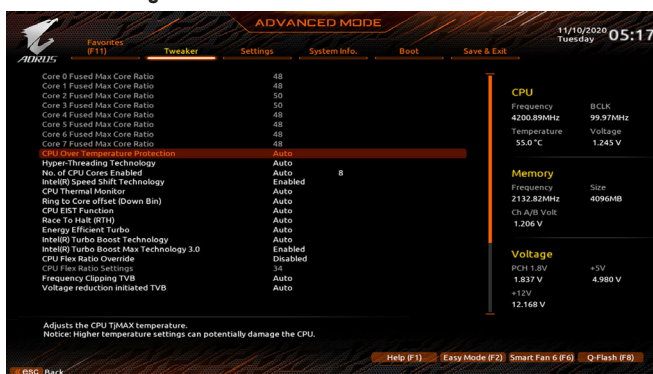 ADVANCED MODE
11/10/2020 Tuesday 05:17
AORUS
Favorites (F11) Tweaker Settings System Info. Boot Save & Exit
Core 0 Fused Max Core Ratio 48
Core 1 Fused Max Core Ratio 48
Core 2 Fused Max Core Ratio 50
Core 3 Fused Max Core Ratio 50
Core 4 Fused Max Core Ratio 48
Core 5 Fused Max Core Ratio 48
Core 6 Fused Max Core Ratio 48
Core 7 Fused Max Core Ratio 48
CPU Over Temperature Protection Auto
Hyper-Threading Technology Auto
No. of CPU Cores Enabled Auto 8
Intel(R) Speed Shift Technology Enabled
CPU Thermal Monitor Auto
Ring to Core offset (Down Bin) Auto
CPU EIST Function Auto
Race To Halt (RTH) Auto
Energy Efficient Turbo Auto
Intel(R) Turbo Boost Technology Auto
Intel(R) Turbo Boost Max Technology 3.0 Enabled
CPU Flex Ratio Override Disabled
CPU Flex Ratio Settings 34
Frequency Clipping TVB Auto
Voltage reduction initiated TVB Auto
CPU
Frequency BCLK
4200.89MHz 99.97MHz
Temperature Voltage
55.0 °C 1.245 V
Memory
Frequency Size
2132.82MHz 4096MB
Ch A/B Volt
1.206 V
Voltage
PCH 1.8V +5V
1.837 V 4.980 V
+12V
12.168 V
Adjusts the CPU TjMAX temperature.
Notice: Higher temperature settings can potentially damage the CPU.
Help (F1) Easy Mode (F2) Smart Fan 6 (F6) Q-Flash (F8)
esc Back